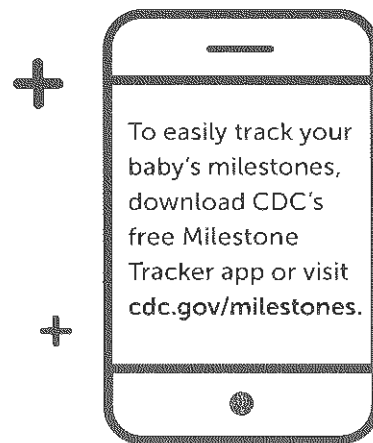 To easily track your
baby's milestones,
download CDC's
free Milestone
Tracker app or visit
cdc.gov/milestones.